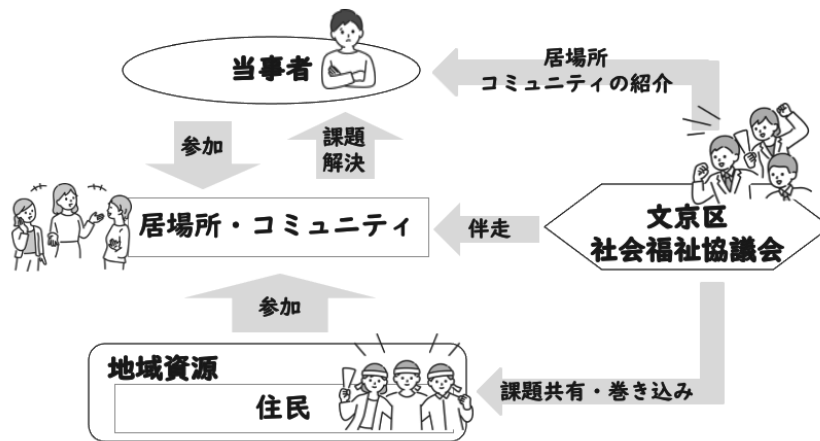 当事者
居場所
コミュニティの紹介
参加
課題
解決
居場所・コミュニティ
伴走
文京区
社会福祉協議会
参加
地域資源
住民
課題共有・巻き込み